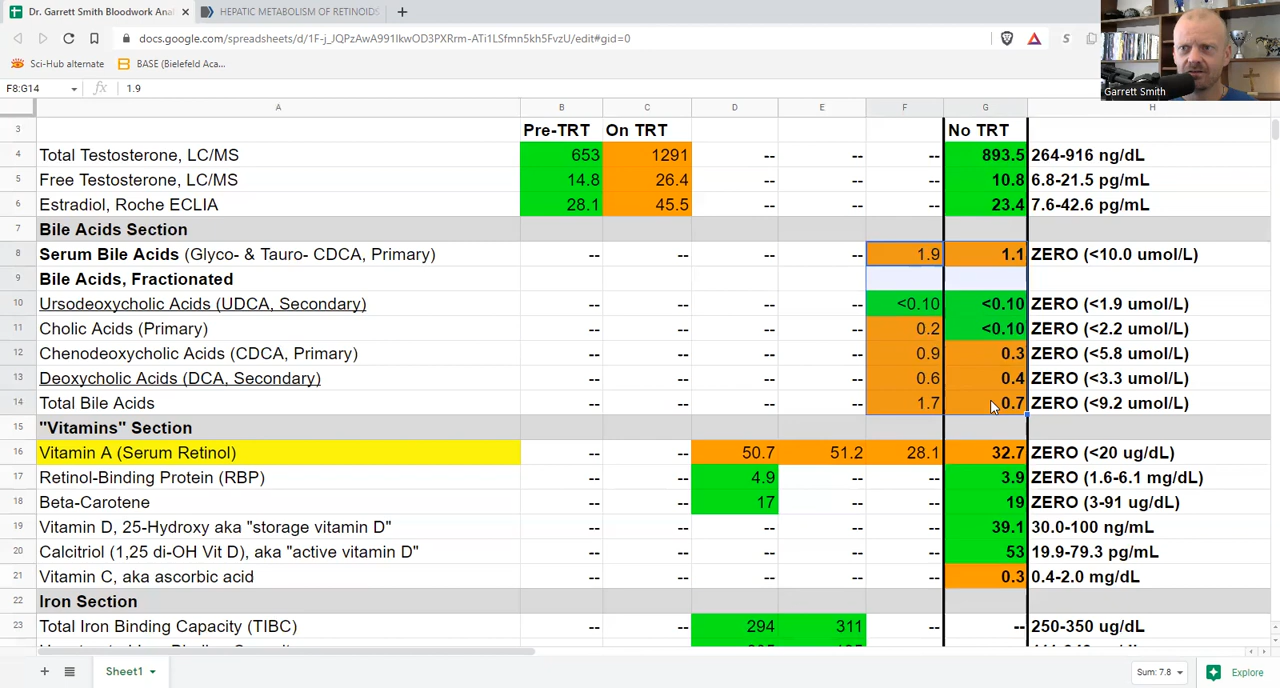 Dr. Garrett Smith Bloodwork Anal
HEPATIC METABOLISM OF RETINOIDS
docs.google.com/spreadsheets/d/1F-j_JQPzAwA991IkwOD3PXRrm-ATi1LSfmn5kh5FvzU/edit#gid=0
Sci-Hub alternate
BASE (Bielefeld Aca...
Garrett Smith
F8:G14 fx 1.9
A B C D E F G H
3 Pre-TRT On TRT No TRT
4 Total Testosterone, LC/MS 653 1291 -- -- -- 893.5 264-916 ng/dL
5 Free Testosterone, LC/MS 14.8 26.4 -- -- -- 10.8 6.8-21.5 pg/mL
6 Estradiol, Roche ECLIA 28.1 45.5 -- -- -- 23.4 7.6-42.6 pg/mL
7 Bile Acids Section
8 Serum Bile Acids (Glyco- & Tauro- CDCA, Primary) -- -- -- -- 1.9 1.1 ZERO (<10.0 umol/L)
9 Bile Acids, Fractionated -- -- -- --
10 Ursodeoxycholic Acids (UDCA, Secondary) -- -- -- -- <0.10 <0.10 ZERO (<1.9 umol/L)
11 Cholic Acids (Primary) -- -- -- -- 0.2 <0.10 ZERO (<2.2 umol/L)
12 Chenodeoxycholic Acids (CDCA, Primary) -- -- -- -- 0.9 0.3 ZERO (<5.8 umol/L)
13 Deoxycholic Acids (DCA, Secondary) -- -- -- -- 0.6 0.4 ZERO (<3.3 umol/L)
14 Total Bile Acids -- -- -- -- 1.7 0.7 ZERO (<9.2 umol/L)
15 "Vitamins" Section
16 Vitamin A (Serum Retinol) -- -- 50.7 51.2 28.1 32.7 ZERO (<20 ug/dL)
17 Retinol-Binding Protein (RBP) -- -- 4.9 -- -- 3.9 ZERO (1.6-6.1 mg/dL)
18 Beta-Carotene -- -- 17 -- -- 19 ZERO (3-91 ug/dL)
19 Vitamin D, 25-Hydroxy aka "storage vitamin D" -- -- -- -- -- 39.1 30.0-100 ng/mL
20 Calcitriol (1,25 di-OH Vit D), aka "active vitamin D" -- -- -- -- -- 53 19.9-79.3 pg/mL
21 Vitamin C, aka ascorbic acid -- -- -- -- -- 0.3 0.4-2.0 mg/dL
22 Iron Section
23 Total Iron Binding Capacity (TIBC) -- -- 294 311 -- -- 250-350 ug/dL
Sheet1
Sum: 7.8
Explore